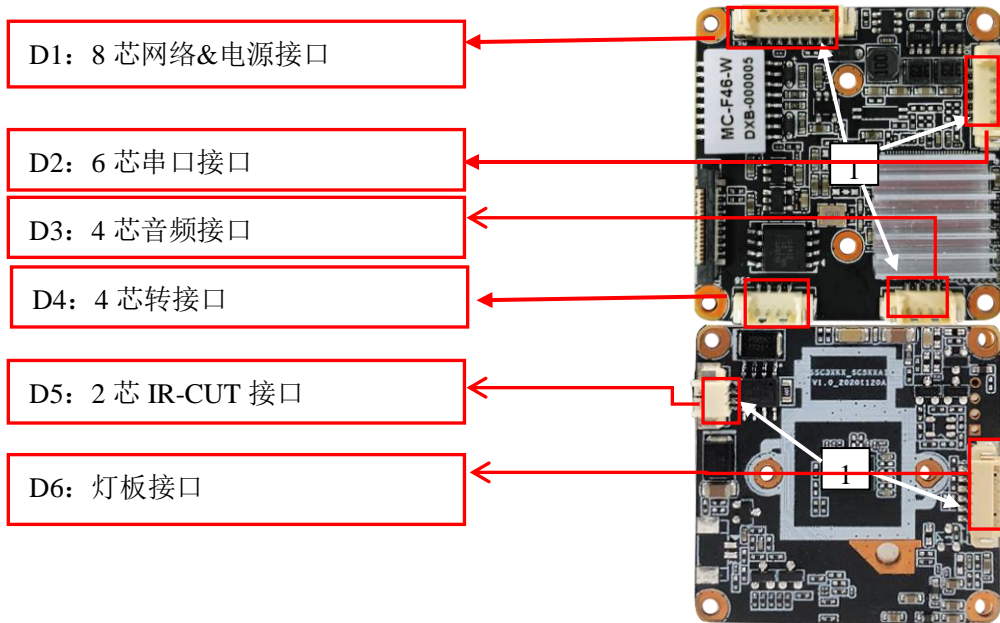 D1：8 芯网络&电源接口
MC-F46-W
DXB-000005
D2：6 芯串口接口
1
D3：4 芯音频接口
D4：4 芯转接口
D5：2 芯 IR-CUT 接口
V1.0_20201120A
D6：灯板接口
1